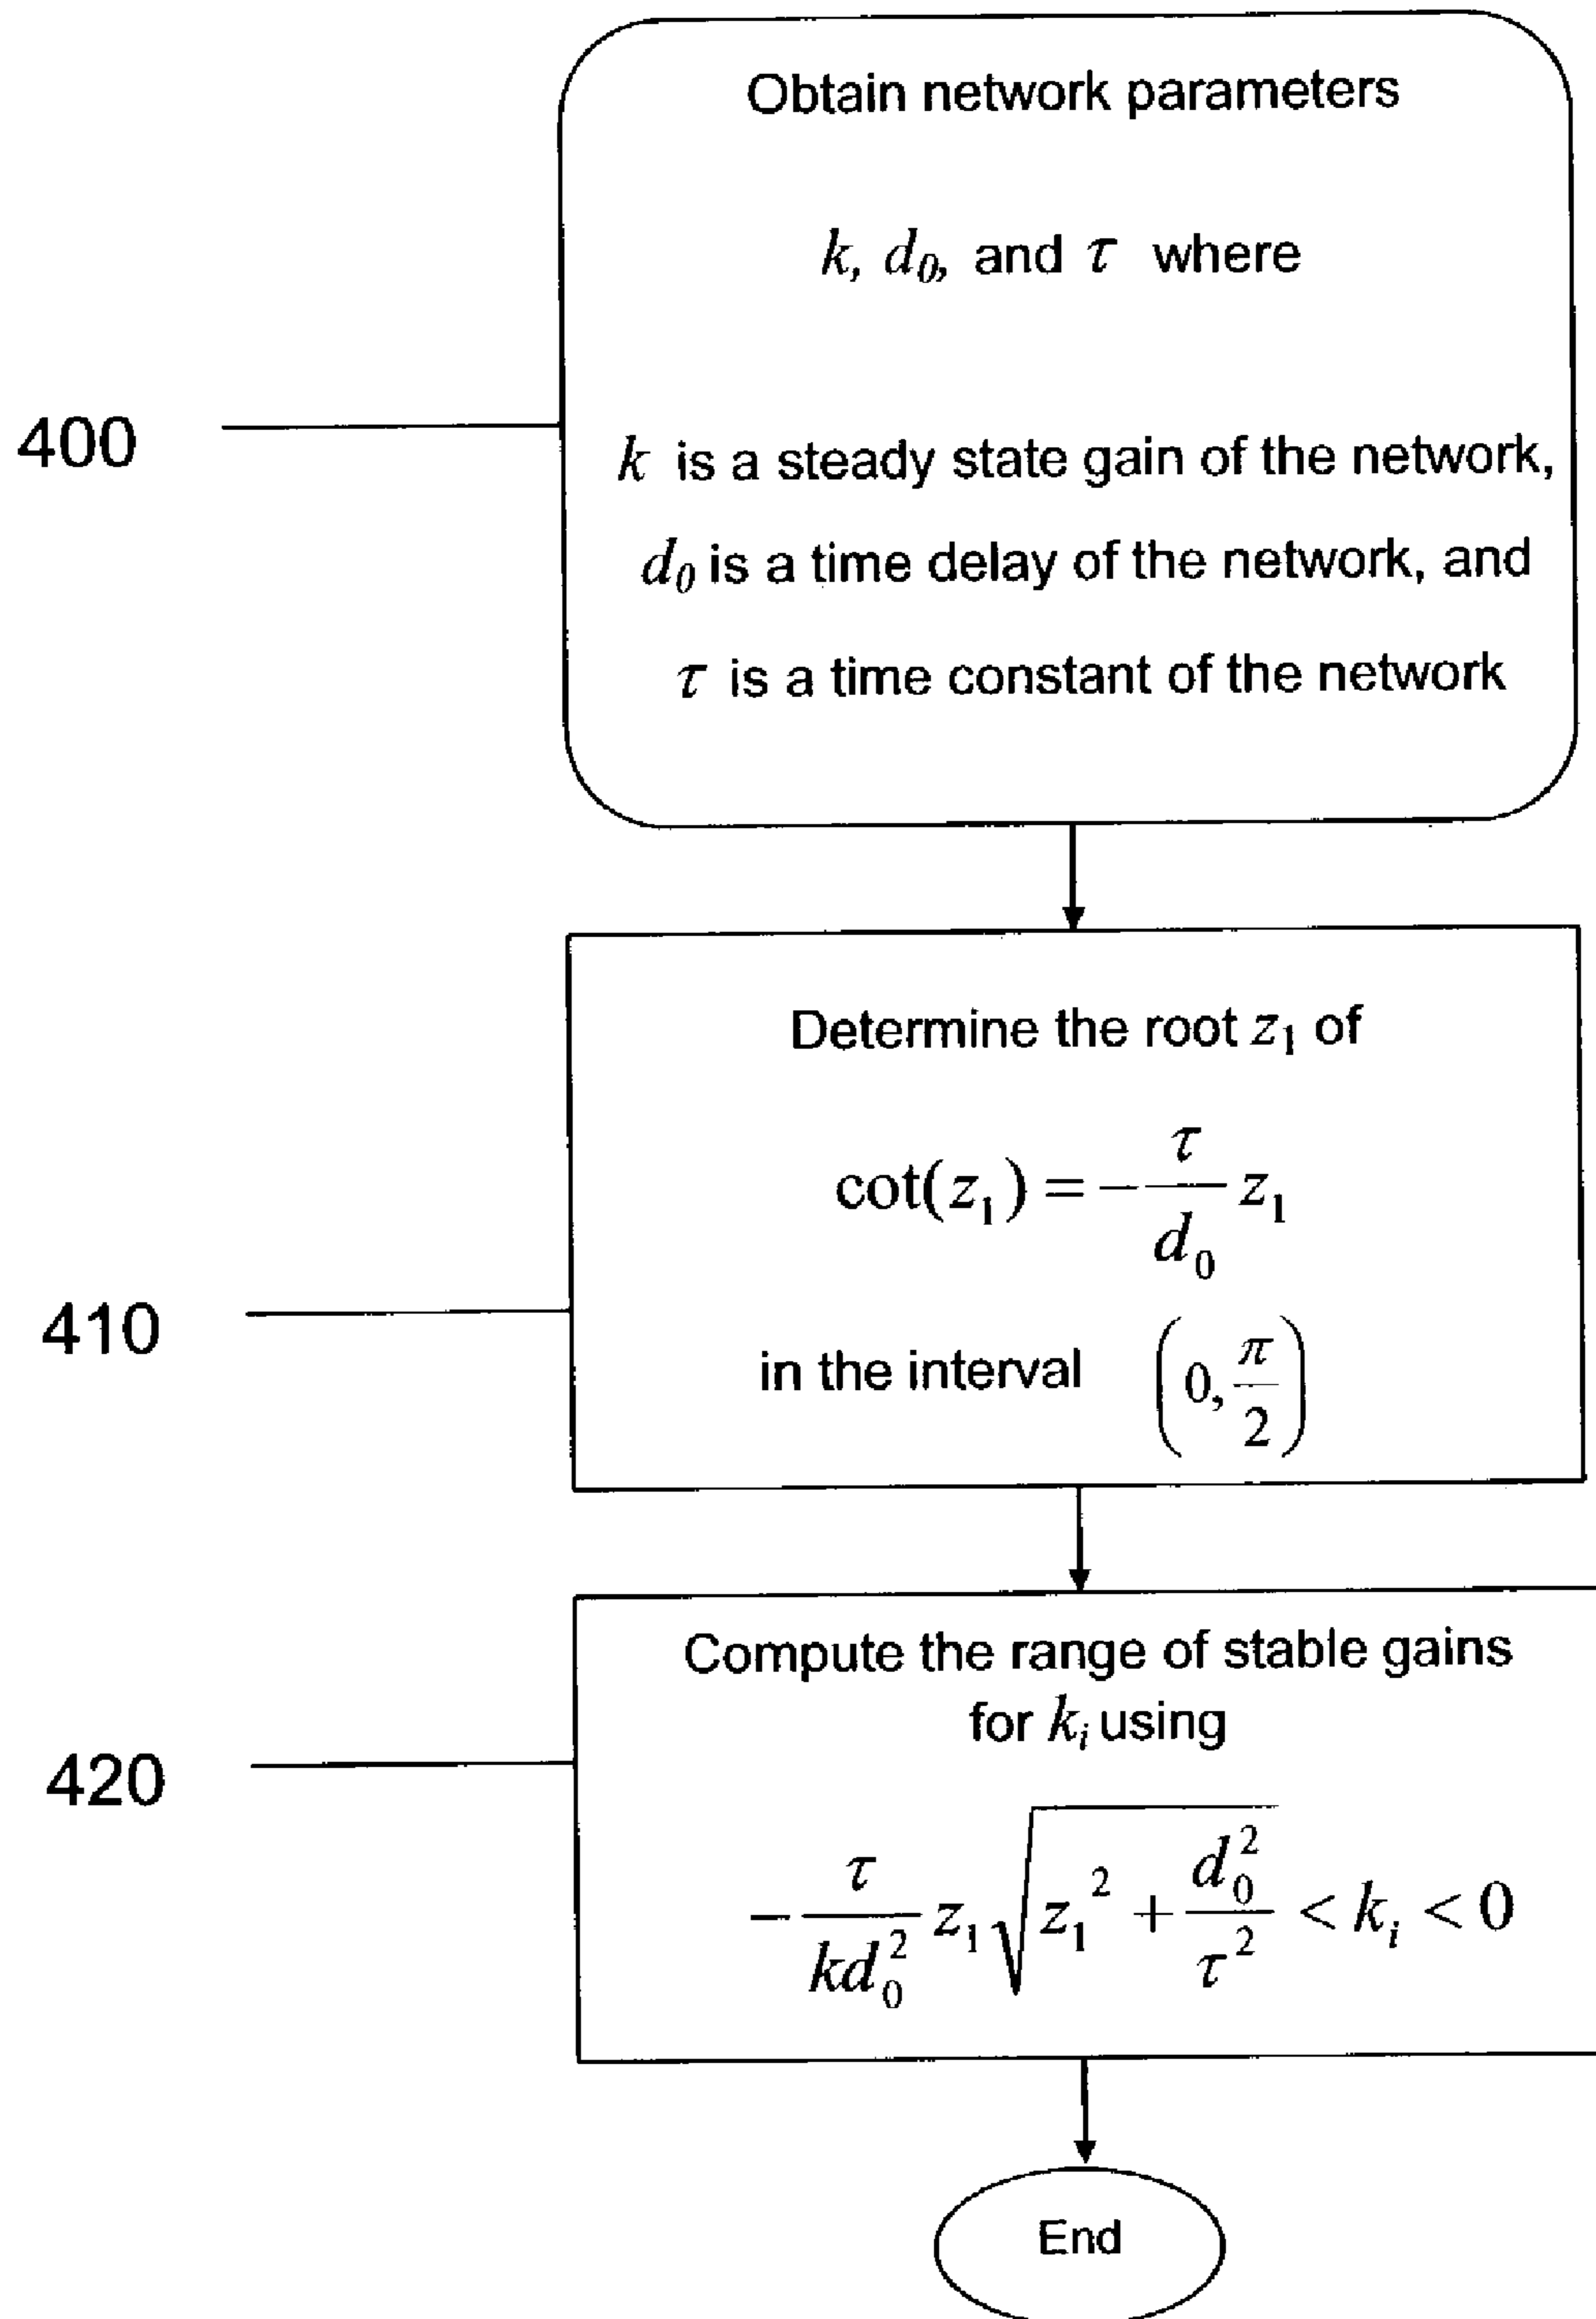 Obtain network parameters
k, d₀, and τ where
400
k is a steady state gain of the network,
d₀ is a time delay of the network, and
τ is a time constant of the network
Determine the root z₁ of
cot(z₁) = −(τ/d₀) z₁
410
in the interval (0, π/2)
Compute the range of stable gains
for kᵢ using
420
−(τ/(kd₀²)) z₁ √(z₁² + d₀²/τ²) < kᵢ < 0
End